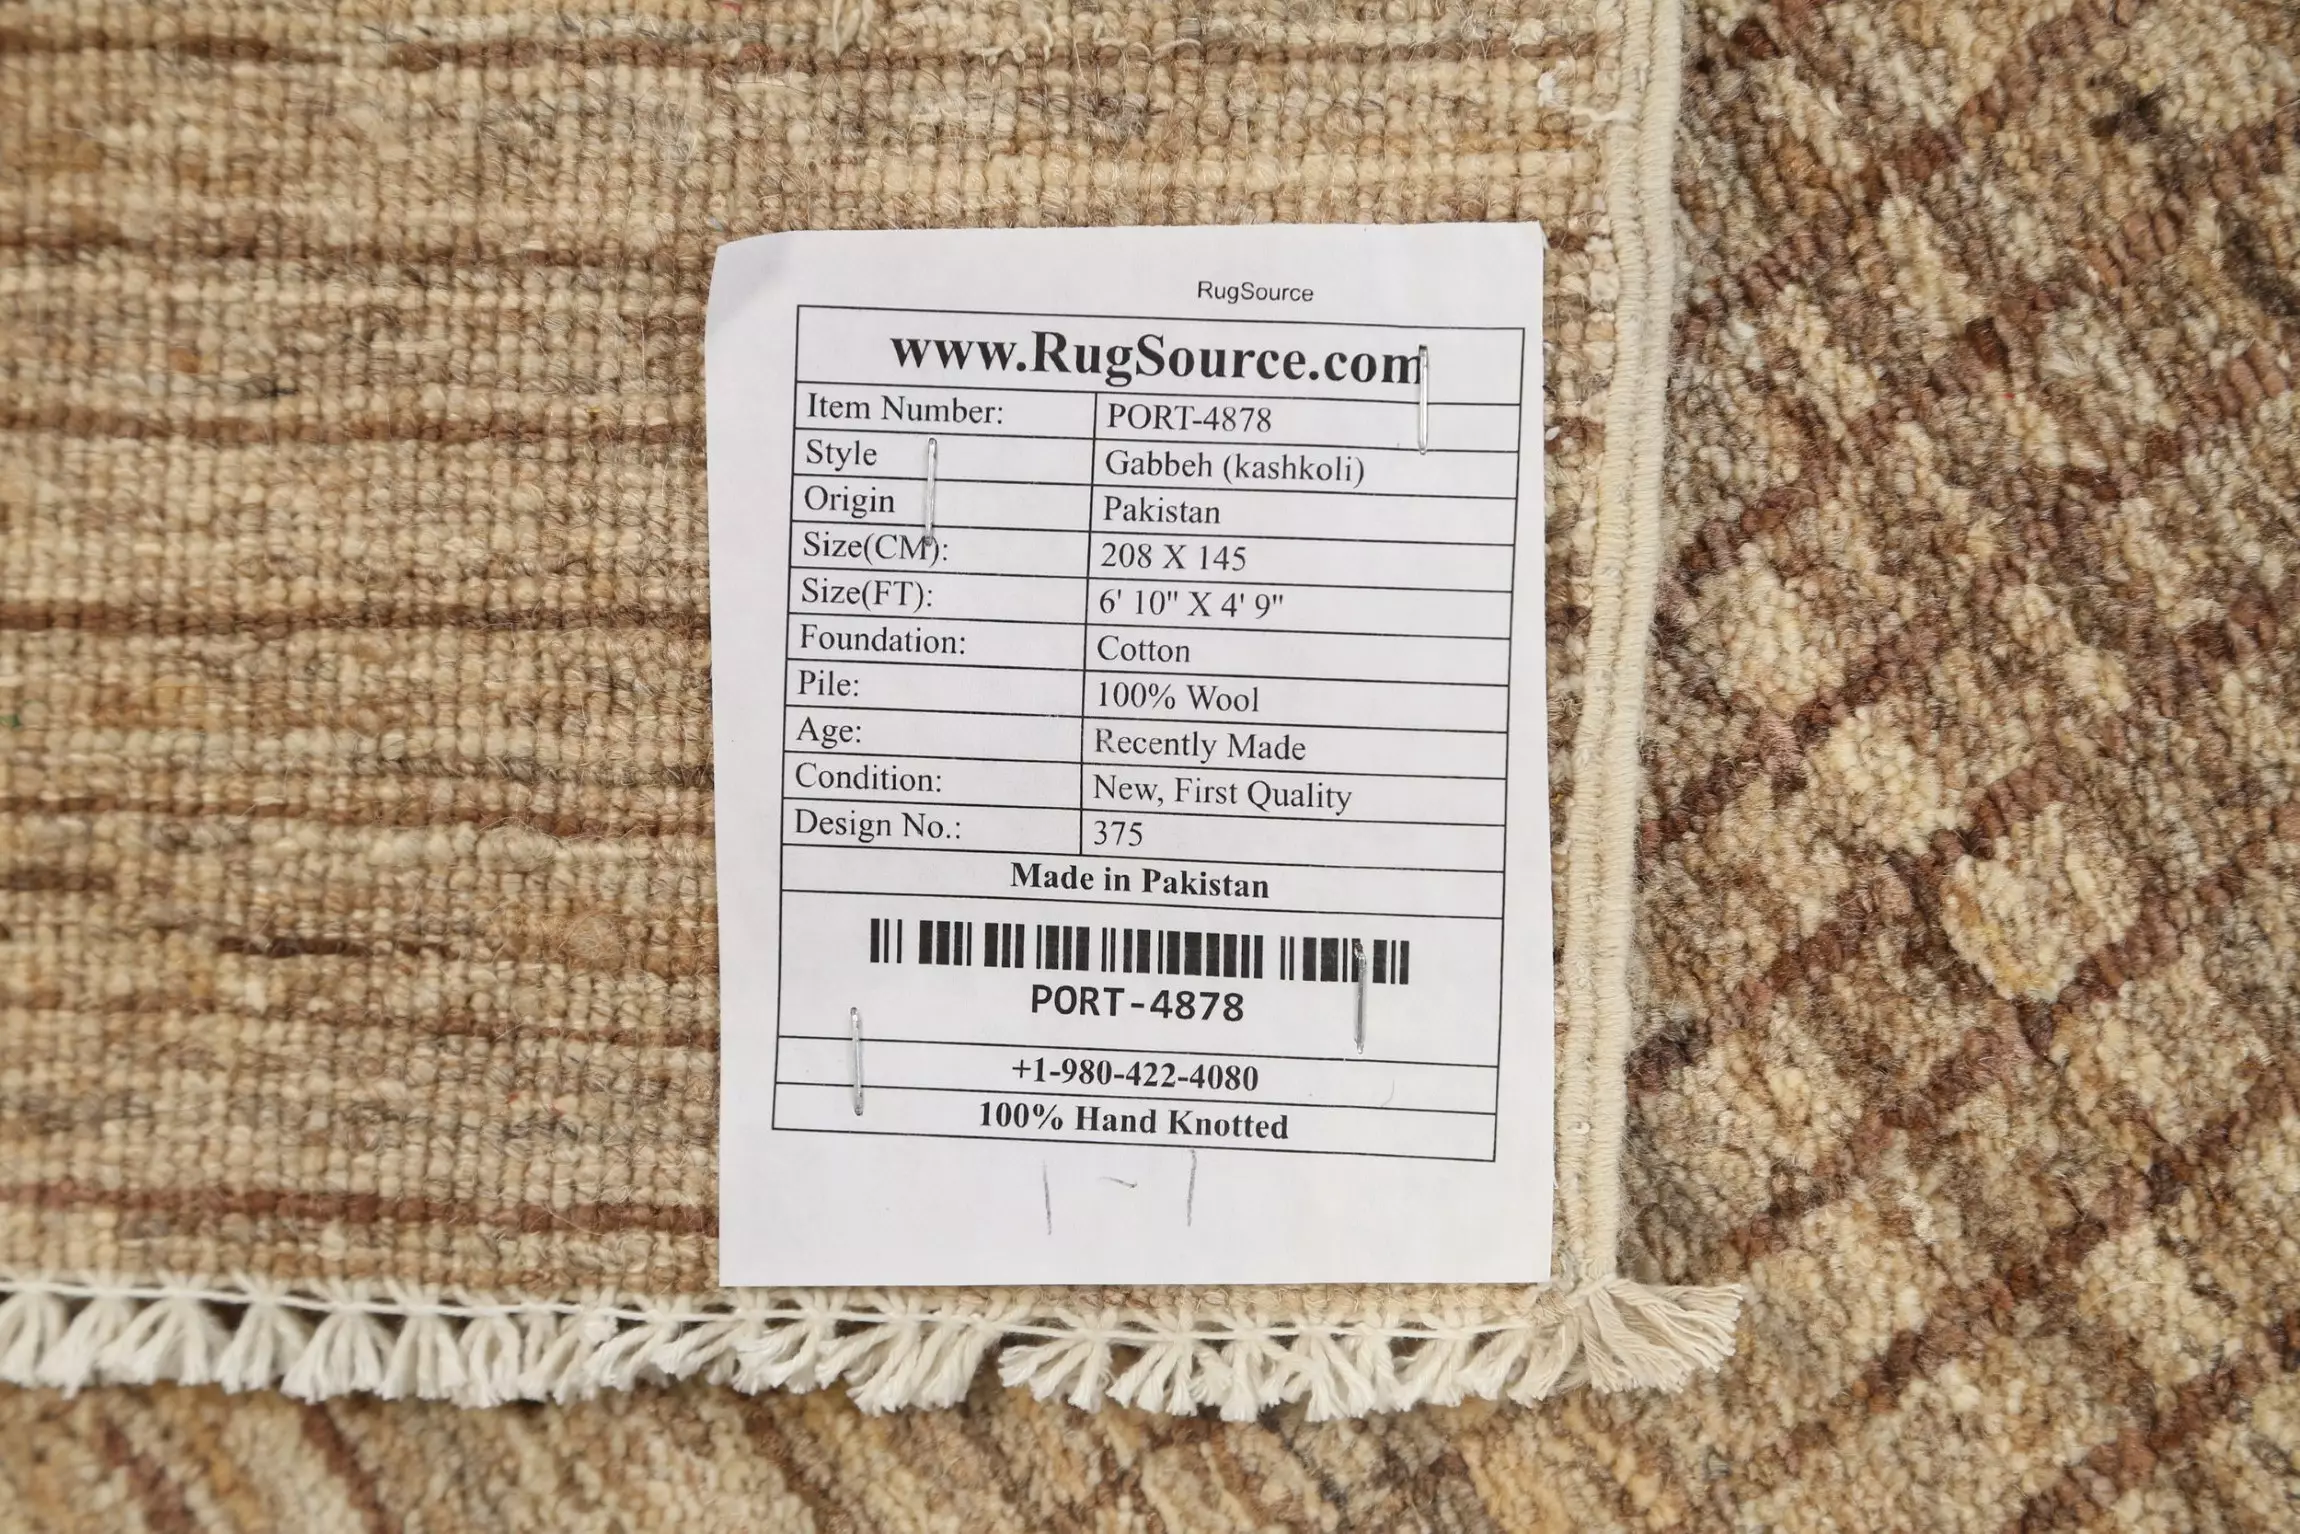 RugSource
www.RugSource.com
Item Number: PORT-4878
Style Gabbeh (kashkoli)
Origin Pakistan
Size(CM): 208 X 145
Size(FT): 6' 10" X 4' 9"
Foundation: Cotton
Pile: 100% Wool
Age: Recently Made
Condition: New, First Quality
Design No.: 375
Made in Pakistan
PORT-4878
+1-980-422-4080
100% Hand Knotted
1-1